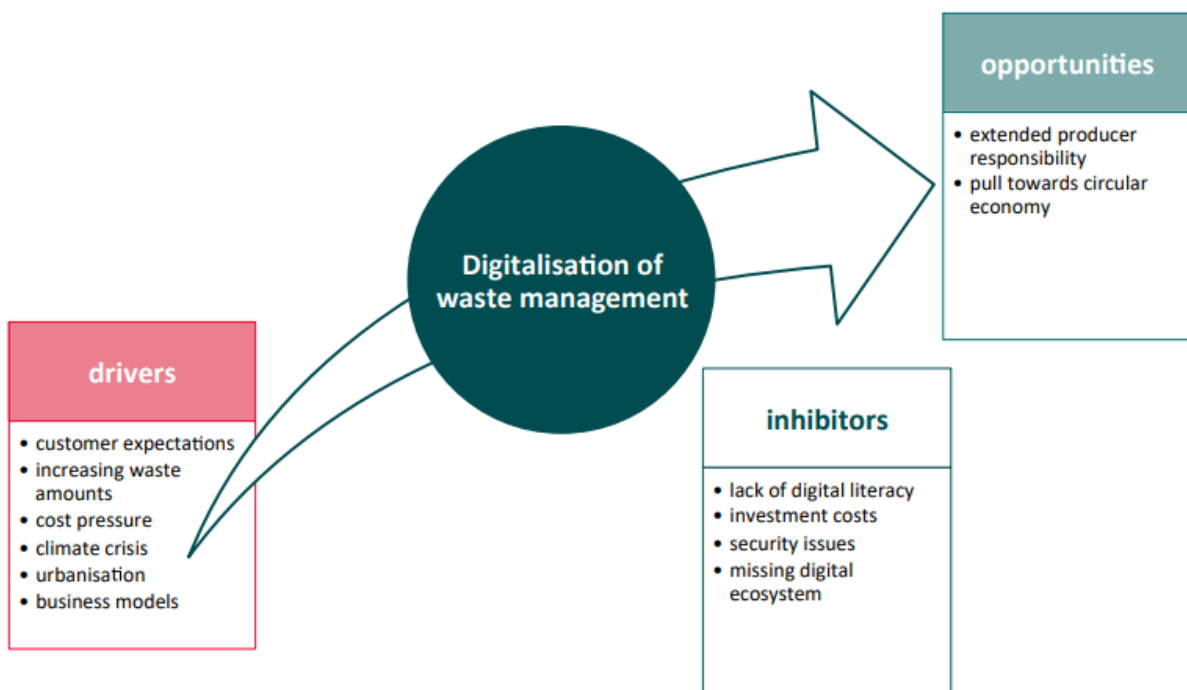 opportunities
• extended producer
responsibility
• pull towards circular
economy
Digitalisation of
waste management
drivers
• customer expectations
• increasing waste
amounts
• cost pressure
• climate crisis
• urbanisation
• business models
inhibitors
• lack of digital literacy
• investment costs
• security issues
• missing digital
ecosystem